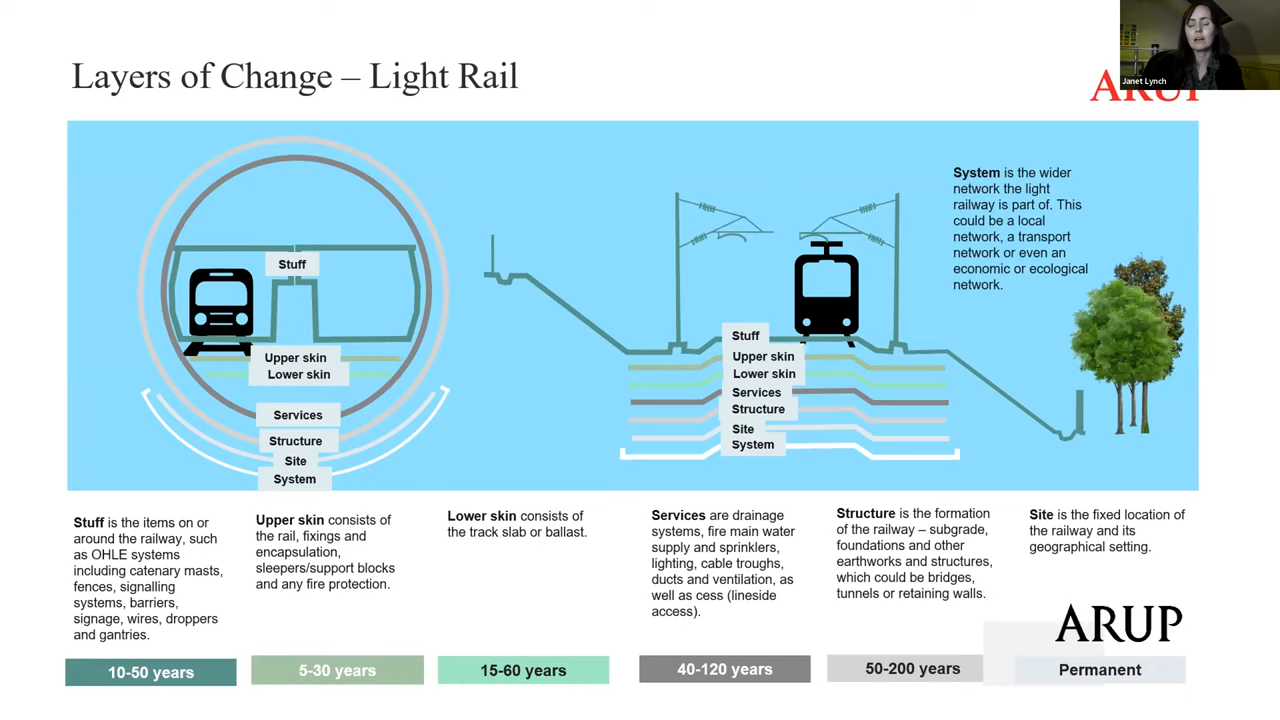 Layers of Change – Light Rail
ARUP
Janet Lynch
Stuff
Upper skin
Lower skin
Services
Structure
Site
System
Stuff
Upper skin
Lower skin
Services
Structure
Site
System
System is the wider
network the light
railway is part of. This
could be a local
network, a transport
network or even an
economic or ecological
network.
Stuff is the items on or
around the railway, such
as OHLE systems
including catenary masts,
fences, signalling
systems, barriers,
signage, wires, droppers
and gantries.
10-50 years
Upper skin consists of
the rail, fixings and
encapsulation,
sleepers/support blocks
and any fire protection.
5-30 years
Lower skin consists of
the track slab or ballast.
15-60 years
Services are drainage
systems, fire main water
supply and sprinklers,
lighting, cable troughs,
ducts and ventilation, as
well as cess (lineside
access).
40-120 years
Structure is the formation
of the railway – subgrade,
foundations and other
earthworks and structures,
which could be bridges,
tunnels or retaining walls.
50-200 years
Site is the fixed location of
the railway and its
geographical setting.
ARUP
Permanent